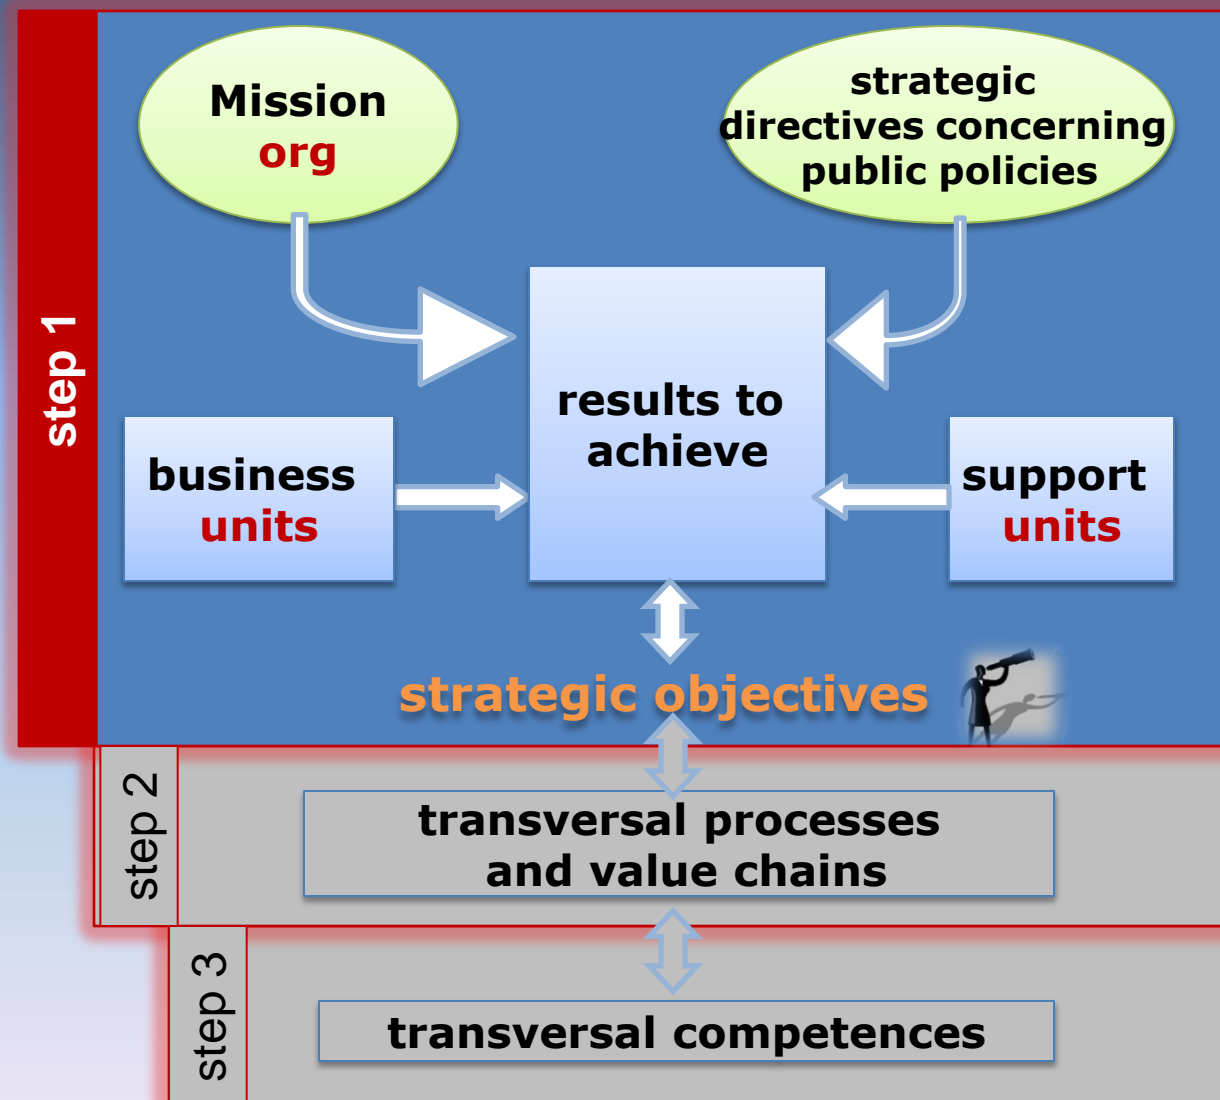 Mission
org
strategic
directives concerning
public policies
step 1
results to
achieve
business
units
support
units
strategic objectives
step 2
transversal processes
and value chains
step 3
transversal competences